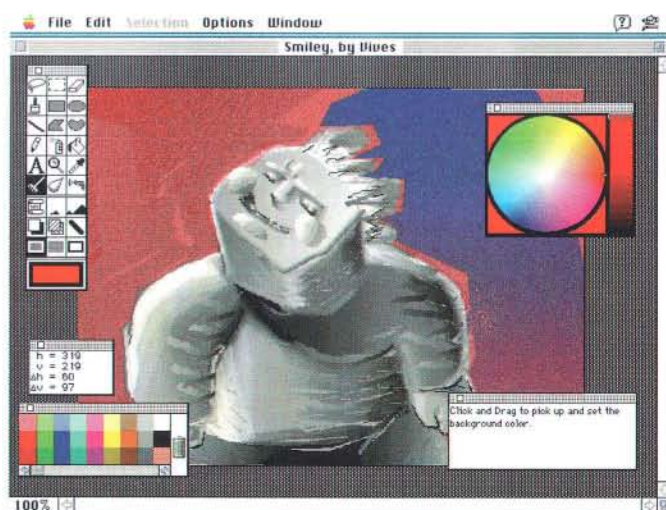 File Edit Selection Options Window
Smiley, by Vives
A
h = 319
v = 219
Δh = 60
Δv = 97
Click and Drag to pick up and set the
background color.
100%